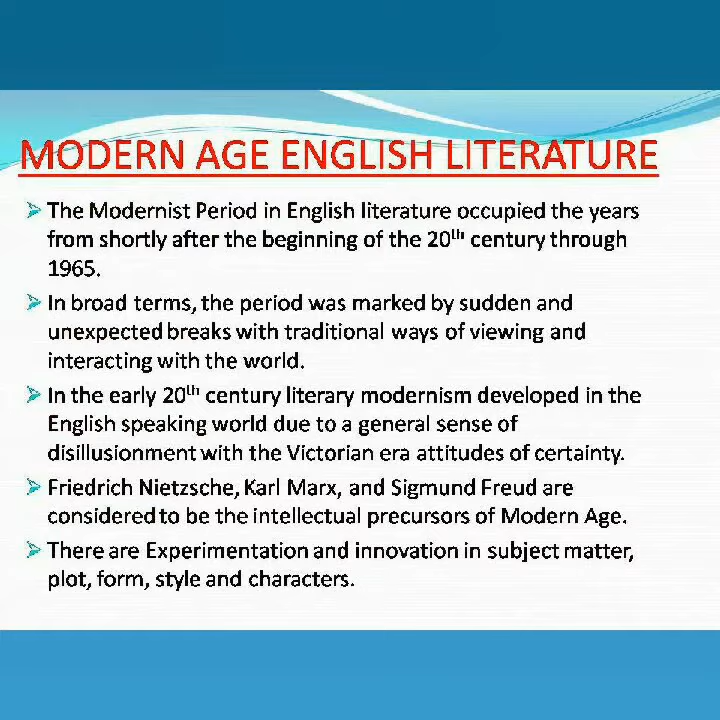 MODERN AGE ENGLISH LITERATURE
➢ The Modernist Period in English literature occupied the years
from shortly after the beginning of the 20th century through
1965.
➢ In broad terms, the period was marked by sudden and
unexpected breaks with traditional ways of viewing and
interacting with the world.
➢ In the early 20th century literary modernism developed in the
English speaking world due to a general sense of
disillusionment with the Victorian era attitudes of certainty.
➢ Friedrich Nietzsche, Karl Marx, and Sigmund Freud are
considered to be the intellectual precursors of Modern Age.
➢ There are Experimentation and innovation in subject matter,
plot, form, style and characters.